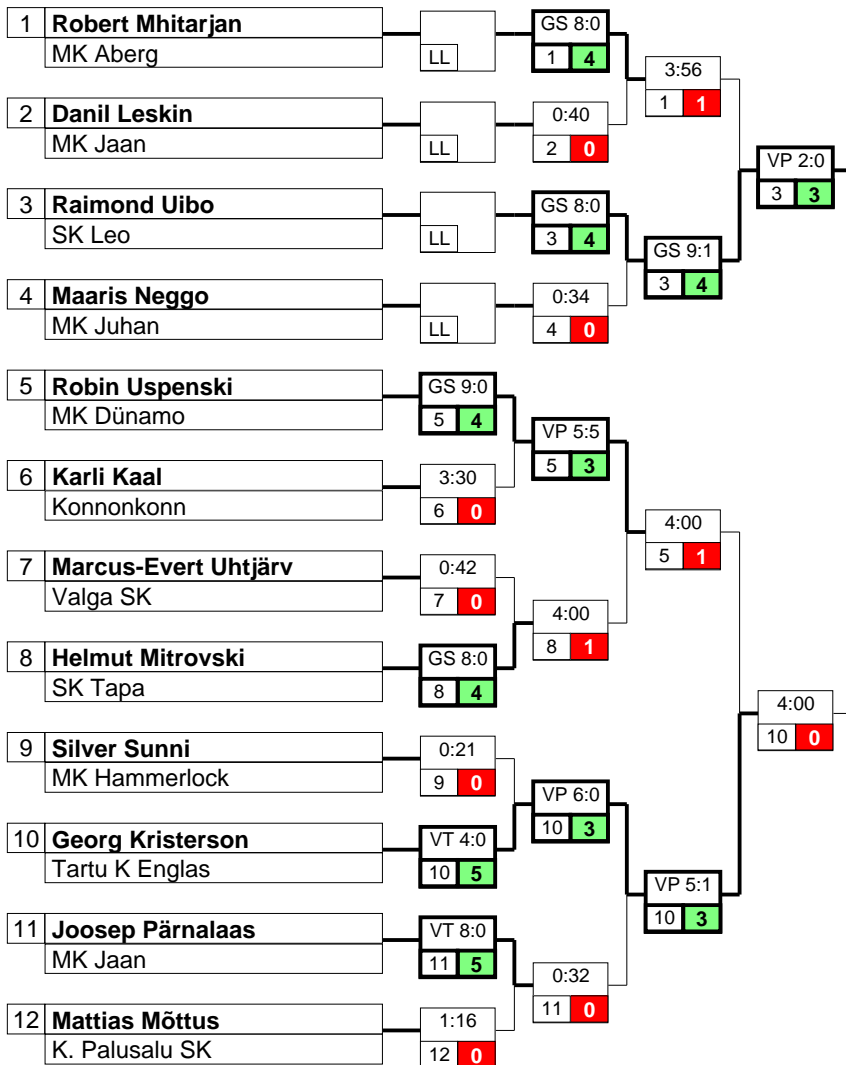 1 Robert Mhitarjan
MK Aberg
LL
GS 8:0
1 4
3:56
1 1
2 Danil Leskin
MK Jaan
LL
0:40
2 0
VP 2:0
3 3
3 Raimond Uibo
SK Leo
LL
GS 8:0
3 4
GS 9:1
3 4
4 Maaris Neggo
MK Juhan
LL
0:34
4 0
5 Robin Uspenski
MK Dünamo
GS 9:0
5 4
VP 5:5
5 3
6 Karli Kaal
Konnonkonn
3:30
6 0
4:00
5 1
7 Marcus-Evert Uhtjärv
Valga SK
0:42
7 0
4:00
8 1
8 Helmut Mitrovski
SK Tapa
GS 8:0
8 4
4:00
10 0
9 Silver Sunni
MK Hammerlock
0:21
9 0
VP 6:0
10 3
10 Georg Kristerson
Tartu K Englas
VT 4:0
10 5
VP 5:1
10 3
11 Joosep Pärnalaas
MK Jaan
VT 8:0
11 5
0:32
11 0
12 Mattias Mõttus
K. Palusalu SK
1:16
12 0